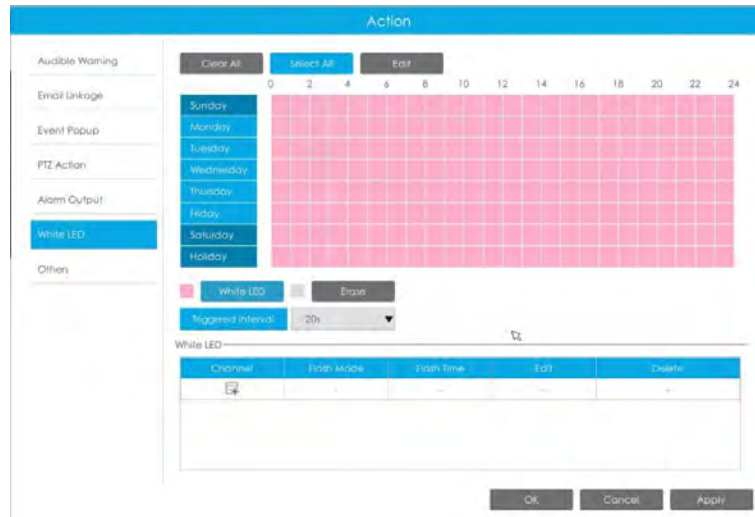 Action
Audible Warning
Email Linkage
Event Popup
PTZ Action
Alarm Output
White LED
Others
Clear All Select All Edit
0 2 4 6 8 10 12 14 16 18 20 22 24
Sunday
Monday
Tuesday
Wednesday
Thursday
Friday
Saturday
Holiday
White LED Erase
Triggered Interval 20s
White LED
Channel Flash Mode Flash Time Edit Delete
OK Cancel Apply